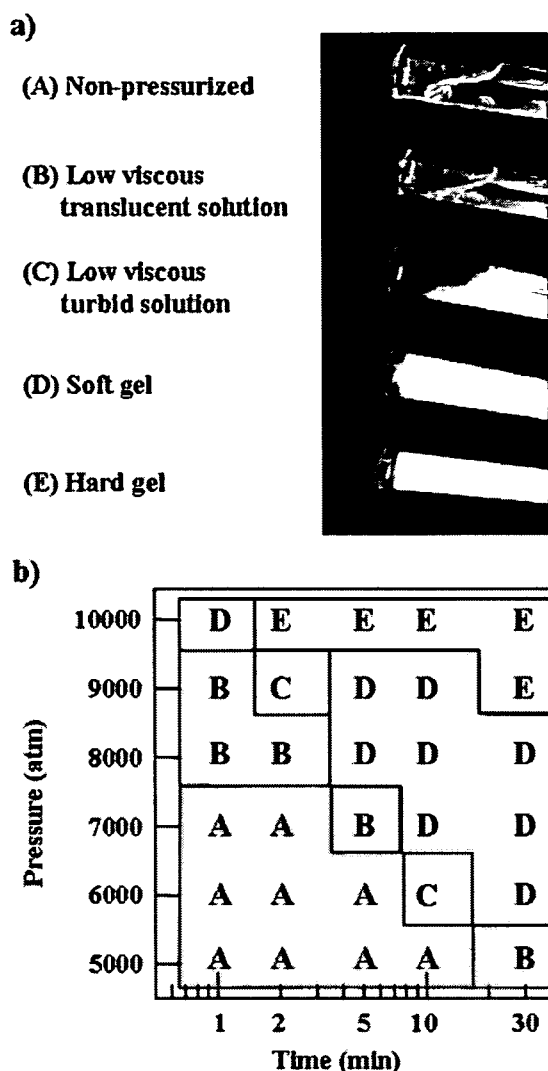 a)
(A) Non-pressurized
(B) Low viscous
translucent solution
(C) Low viscous
turbid solution
(D) Soft gel
(E) Hard gel
b)
10000 D E E E E
9000 B C D D E
8000 B B D D D
7000 A A B D D
6000 A A A C D
5000 A A A A B
Pressure (atm)
1 2 5 10 30
Time (min)